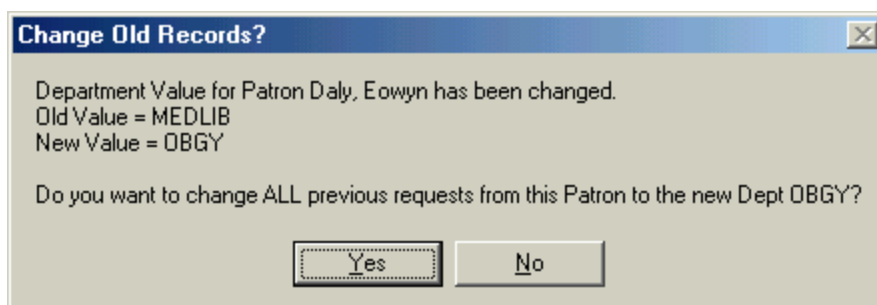 Change Old Records?
Department Value for Patron Daly, Eowyn has been changed.
Old Value = MEDLIB
New Value = OBGY
Do you want to change ALL previous requests from this Patron to the new Dept OBGY?
Yes No